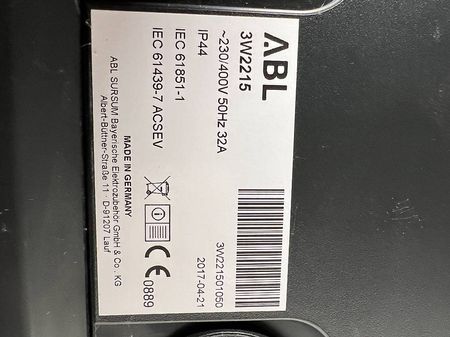 ABL
3W2215
~230/400V 50Hz 32A
IP44
IEC 61851-1
IEC 61439-7 ACSEV
3W221501050
2017-04-21
0889
MADE IN GERMANY
ABL SURSUM Bayerische Elektrozubehör GmbH & Co. KG
Albert-Büttner-Straße 11 · D-91207 Lauf